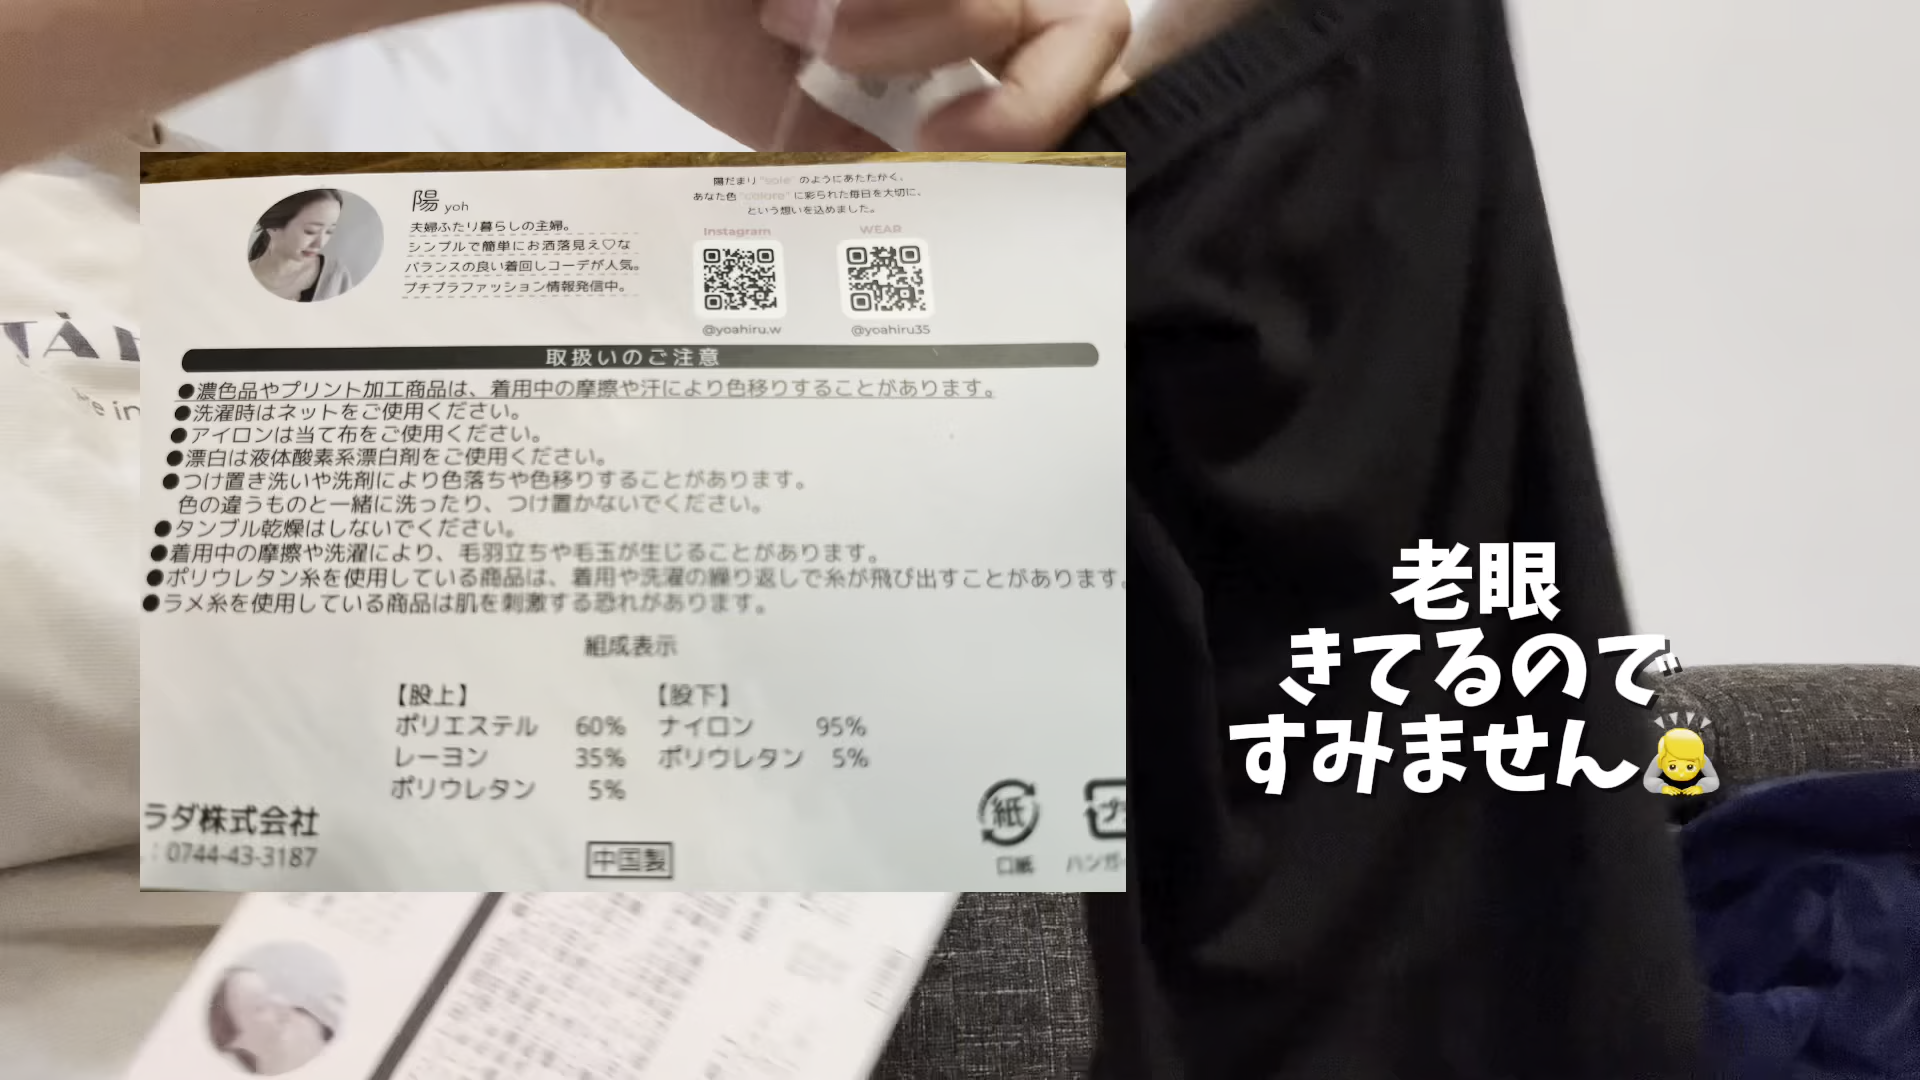 陽 yoh
夫婦ふたり暮らしの主婦。
シンプルで簡単にお洒落見え♡な
バランスの良い着回しコーデが人気。
プチプラファッション情報発信中。
陽だまり "sole" のようにあたたかく、
あなた色 "colore" に彩られた毎日を大切に、
という想いを込めました。
Instagram
WEAR
@yoahiru.w
@yoahiru35
取扱いのご注意
●濃色品やプリント加工商品は、着用中の摩擦や汗により色移りすることがあります。
●洗濯時はネットをご使用ください。
●アイロンは当て布をご使用ください。
●漂白は液体酸素系漂白剤をご使用ください。
●つけ置き洗いや洗剤により色落ちや色移りすることがあります。
色の違うものと一緒に洗ったり、つけ置かないでください。
●タンブル乾燥はしないでください。
●着用中の摩擦や洗濯により、毛羽立ちや毛玉が生じることがあります。
●ポリウレタン糸を使用している商品は、着用や洗濯の繰り返しで糸が飛び出すことがあります。
●ラメ糸を使用している商品は肌を刺激する恐れがあります。
組成表示
【股上】
ポリエステル 60%
レーヨン 35%
ポリウレタン 5%
【股下】
ナイロン 95%
ポリウレタン 5%
ラダ株式会社
: 0744-43-3187
中国製
紙
口紙
プ
ハンガー
老眼
きてるので
すみません🙇